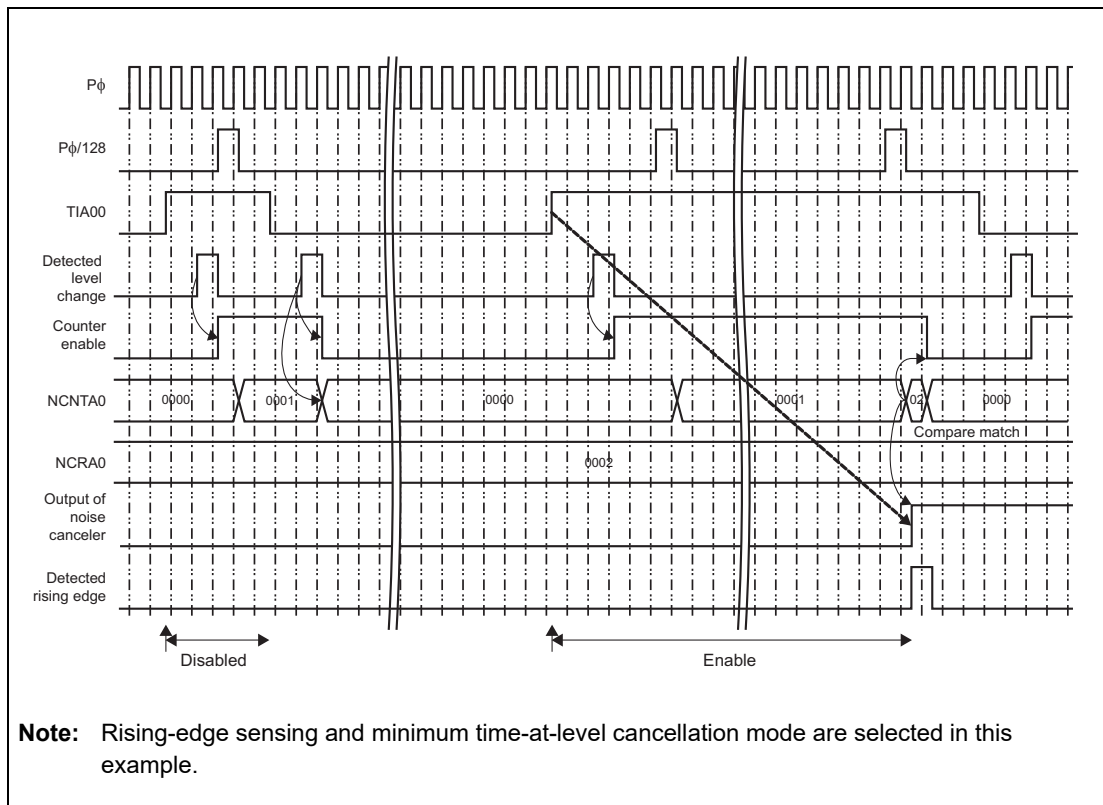 Pϕ
Pϕ/128
TIA00
Detected
level
change
Counter
enable
NCNTA0
0000
0001
0000
0001
02
0000
Compare match
NCRA0
0002
Output of
noise
canceler
Detected
rising edge
Disabled
Enable
Note: Rising-edge sensing and minimum time-at-level cancellation mode are selected in this
example.